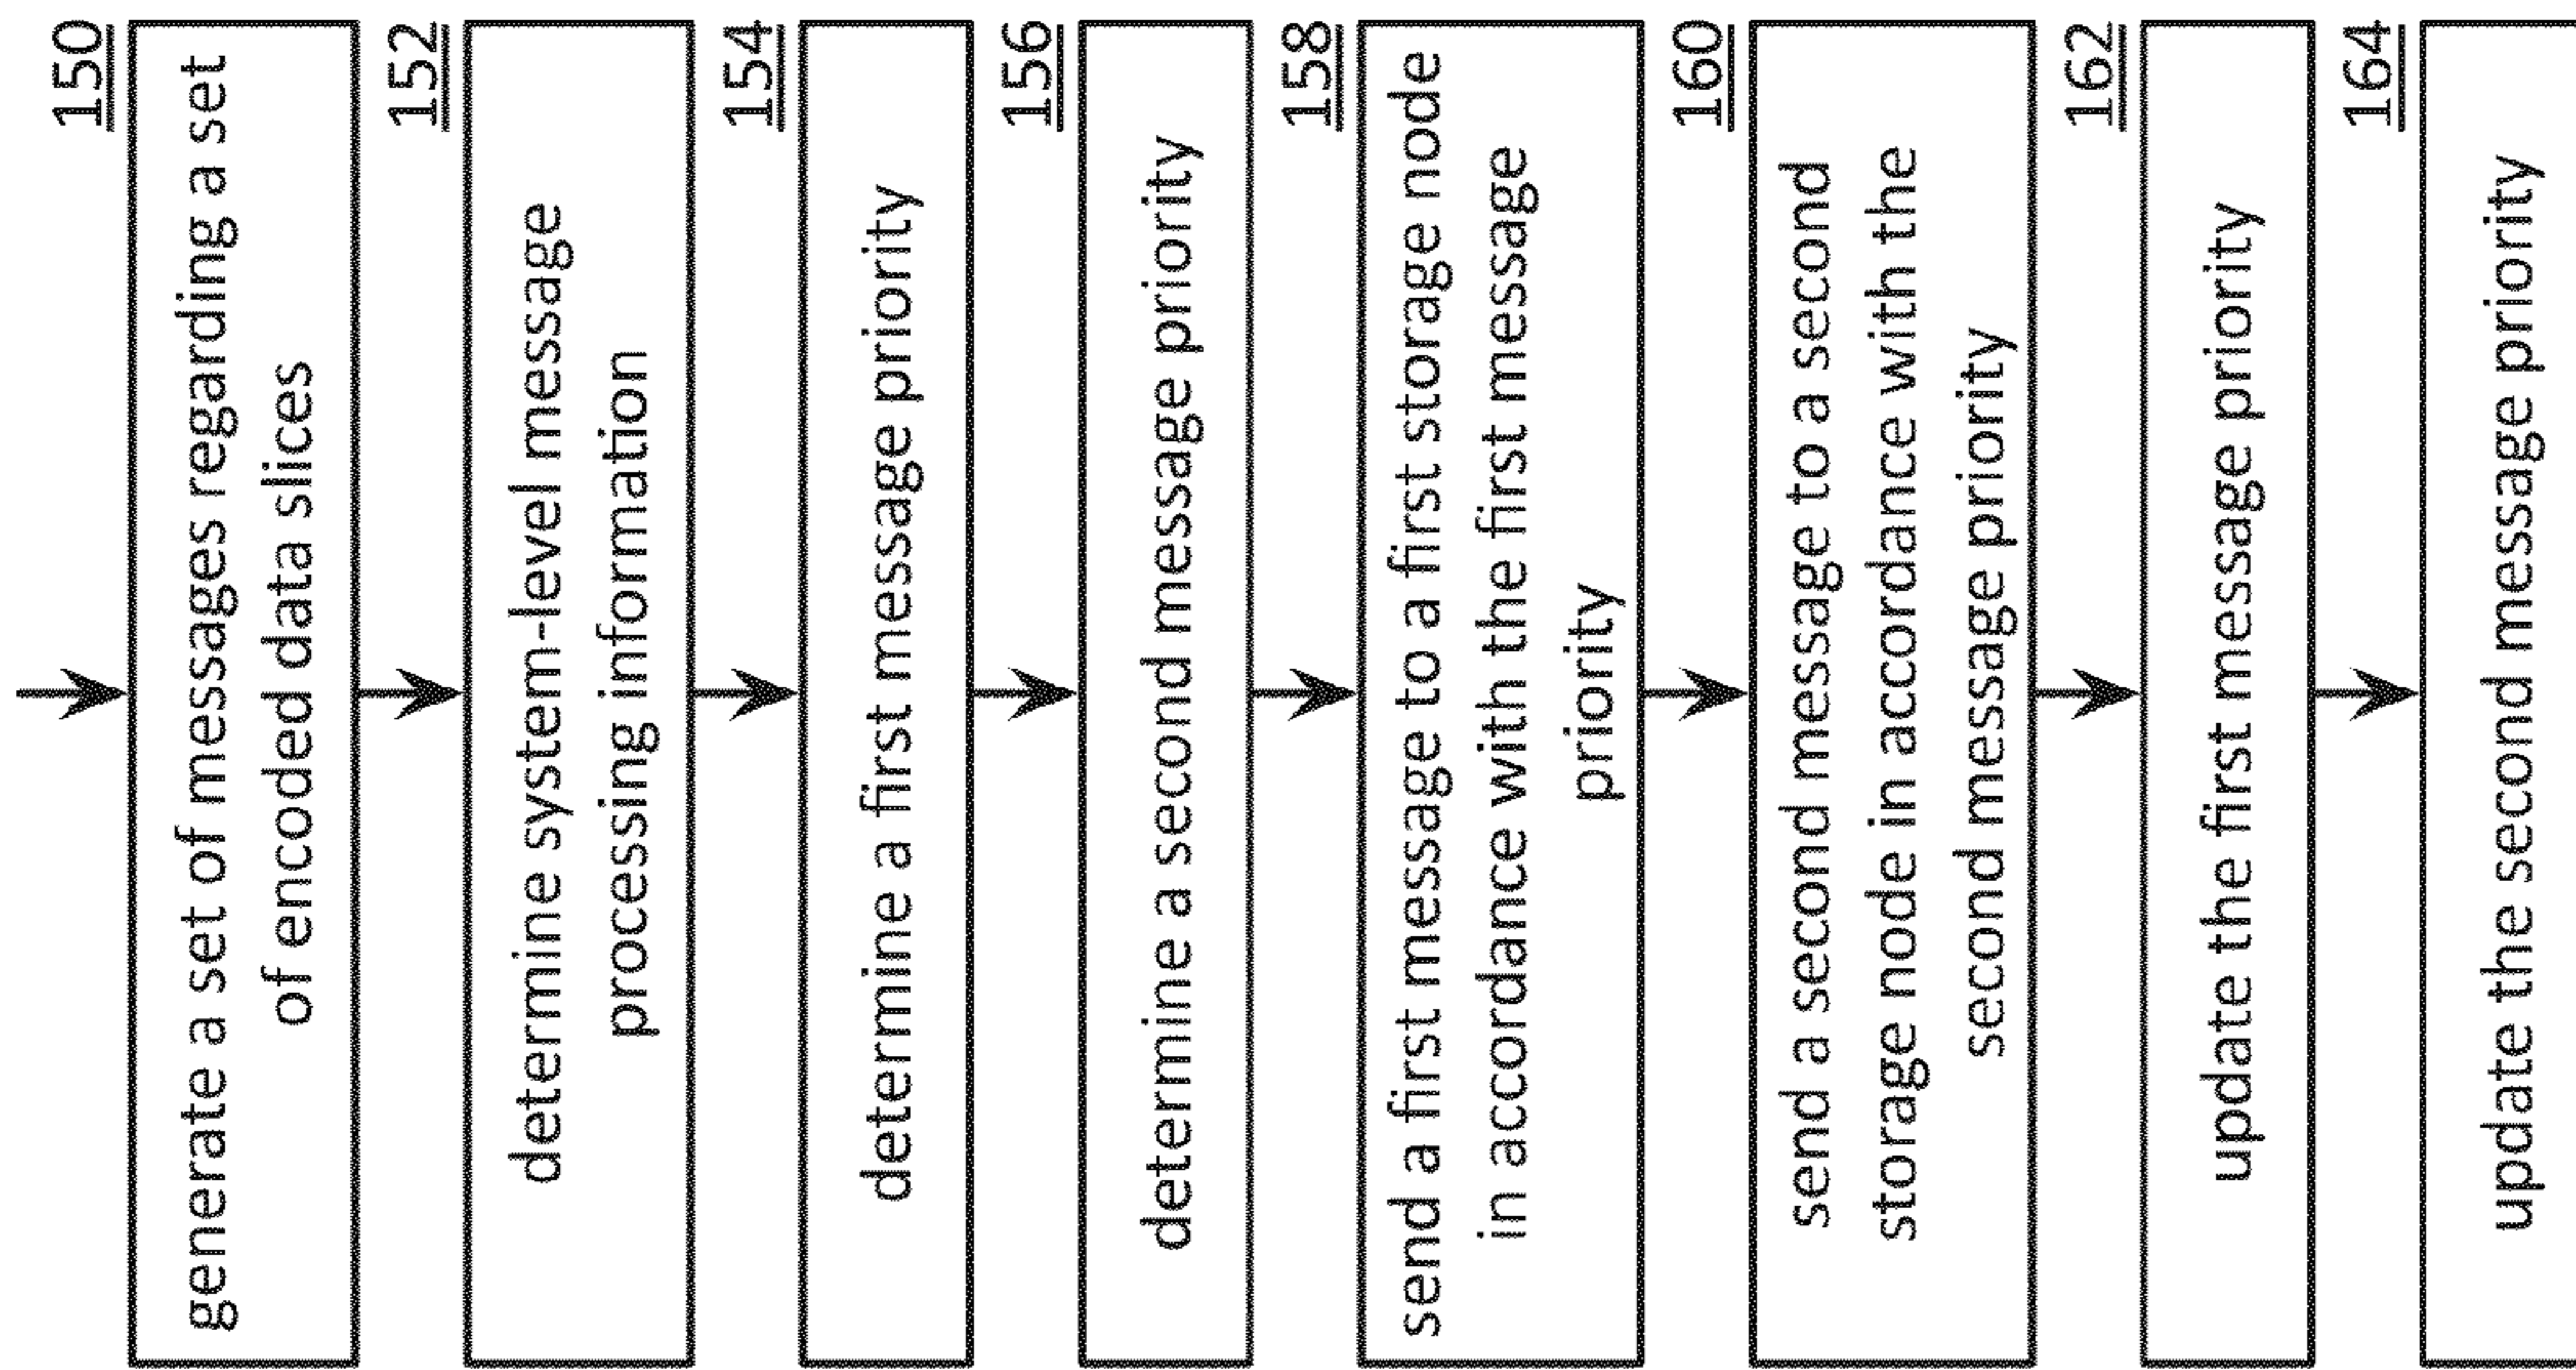 150
generate a set of messages regarding a set
of encoded data slices
152
determine system-level message
processing information
154
determine a first message priority
156
determine a second message priority
158
send a first message to a first storage node
in accordance with the first message
priority
160
send a second message to a second
storage node in accordance with the
second message priority
162
update the first message priority
164
update the second message priority